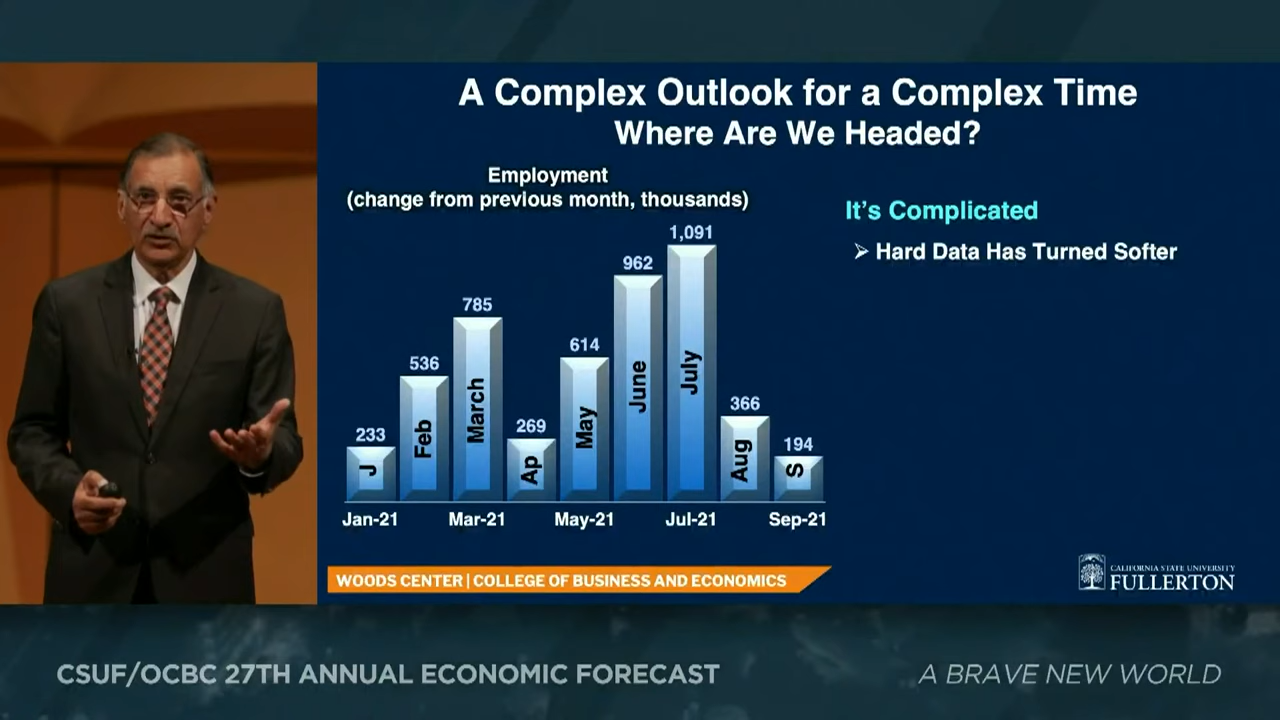 A Complex Outlook for a Complex Time
Where Are We Headed?
Employment
(change from previous month, thousands)
It's Complicated
➢ Hard Data Has Turned Softer
1,091
962
785
614
536
366
269
233
194
J
Feb
March
Ap
May
June
July
Aug
S
Jan-21 Mar-21 May-21 Jul-21 Sep-21
WOODS CENTER | COLLEGE OF BUSINESS AND ECONOMICS
CALIFORNIA STATE UNIVERSITY
FULLERTON
CSUF/OCBC 27TH ANNUAL ECONOMIC FORECAST
A BRAVE NEW WORLD